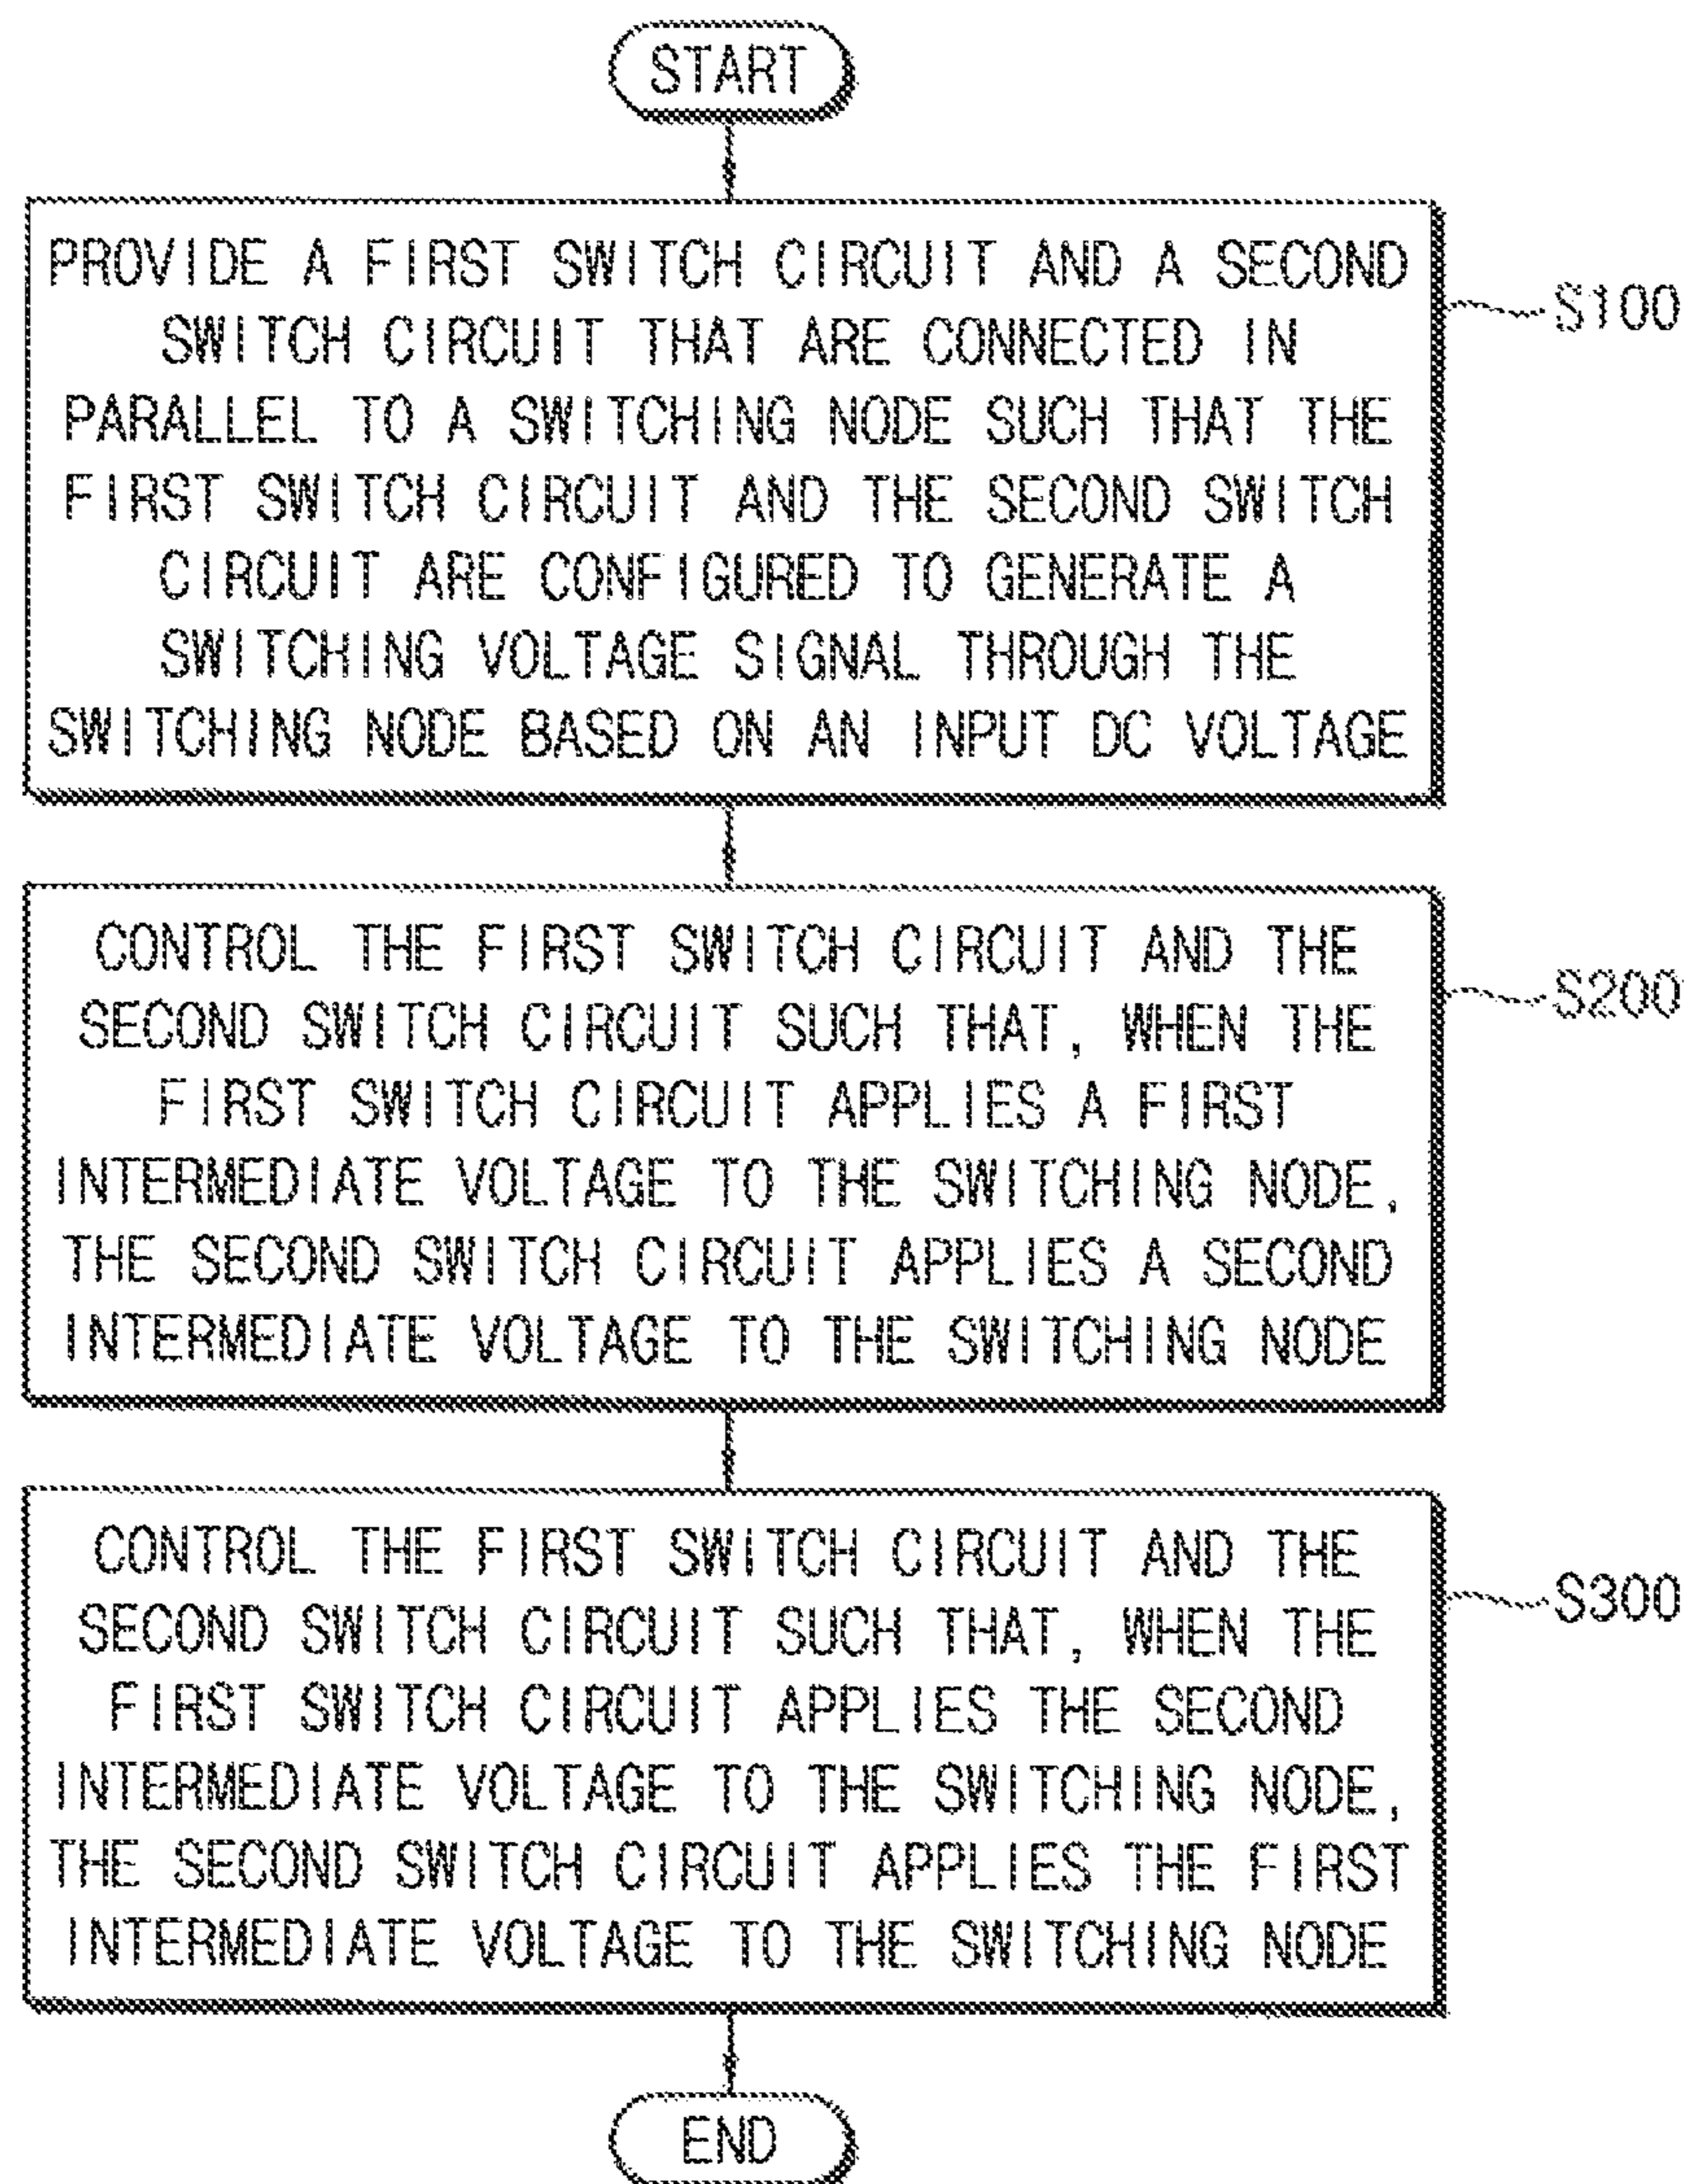 START
PROVIDE A FIRST SWITCH CIRCUIT AND A SECOND
SWITCH CIRCUIT THAT ARE CONNECTED IN
PARALLEL TO A SWITCHING NODE SUCH THAT THE
FIRST SWITCH CIRCUIT AND THE SECOND SWITCH
CIRCUIT ARE CONFIGURED TO GENERATE A
SWITCHING VOLTAGE SIGNAL THROUGH THE
SWITCHING NODE BASED ON AN INPUT DC VOLTAGE
S100
CONTROL THE FIRST SWITCH CIRCUIT AND THE
SECOND SWITCH CIRCUIT SUCH THAT, WHEN THE
FIRST SWITCH CIRCUIT APPLIES A FIRST
INTERMEDIATE VOLTAGE TO THE SWITCHING NODE,
THE SECOND SWITCH CIRCUIT APPLIES A SECOND
INTERMEDIATE VOLTAGE TO THE SWITCHING NODE
S200
CONTROL THE FIRST SWITCH CIRCUIT AND THE
SECOND SWITCH CIRCUIT SUCH THAT, WHEN THE
FIRST SWITCH CIRCUIT APPLIES THE SECOND
INTERMEDIATE VOLTAGE TO THE SWITCHING NODE,
THE SECOND SWITCH CIRCUIT APPLIES THE FIRST
INTERMEDIATE VOLTAGE TO THE SWITCHING NODE
S300
END